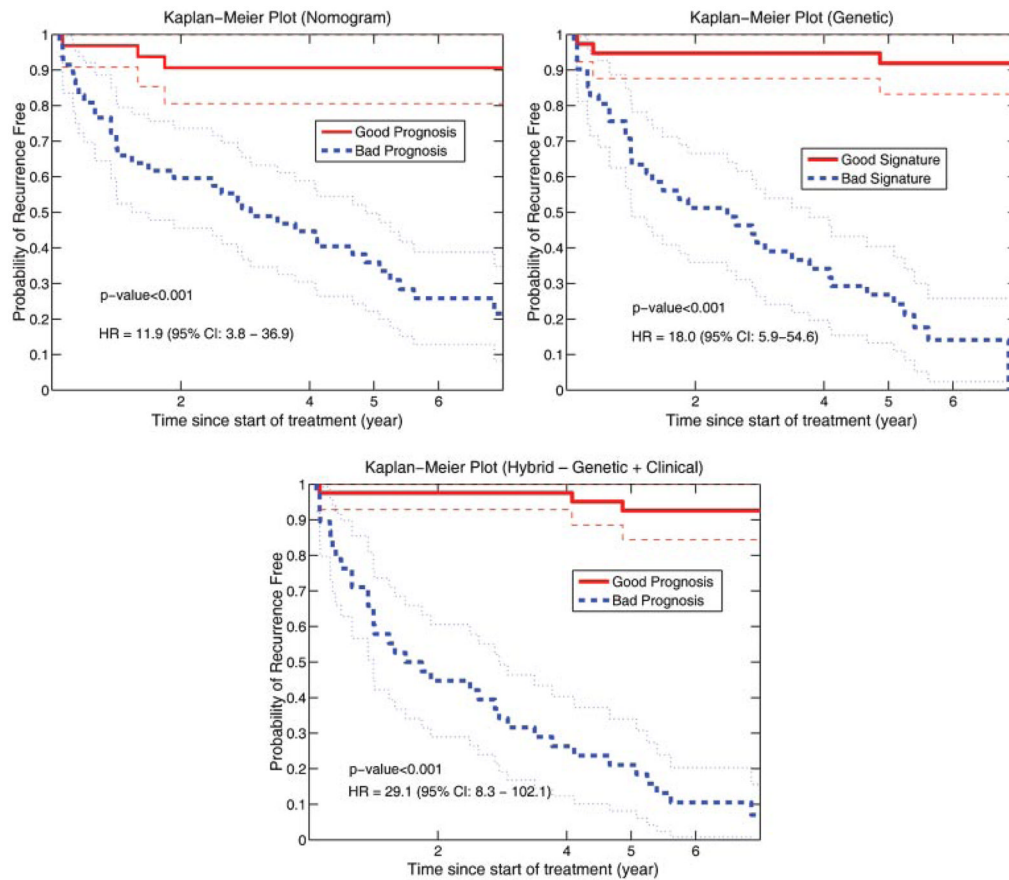 Kaplan−Meier Plot (Nomogram)
Probability of Recurrence Free
1
0.9
0.8
0.7
0.6
0.5
0.4
0.3
0.2
0.1
0
Good Prognosis
Bad Prognosis
p−value<0.001
HR = 11.9 (95% CI: 3.8 − 36.9)
2 4 5 6
Time since start of treatment (year)
Kaplan−Meier Plot (Genetic)
Probability of Recurrence Free
1
0.9
0.8
0.7
0.6
0.5
0.4
0.3
0.2
0.1
0
Good Signature
Bad Signature
p−value<0.001
HR = 18.0 (95% CI: 5.9−54.6)
2 4 5 6
Time since start of treatment (year)
Kaplan−Meier Plot (Hybrid − Genetic + Clinical)
Probability of Recurrence Free
1
0.9
0.8
0.7
0.6
0.5
0.4
0.3
0.2
0.1
0
Good Prognosis
Bad Prognosis
p−value<0.001
HR = 29.1 (95% CI: 8.3 − 102.1)
2 4 5 6
Time since start of treatment (year)